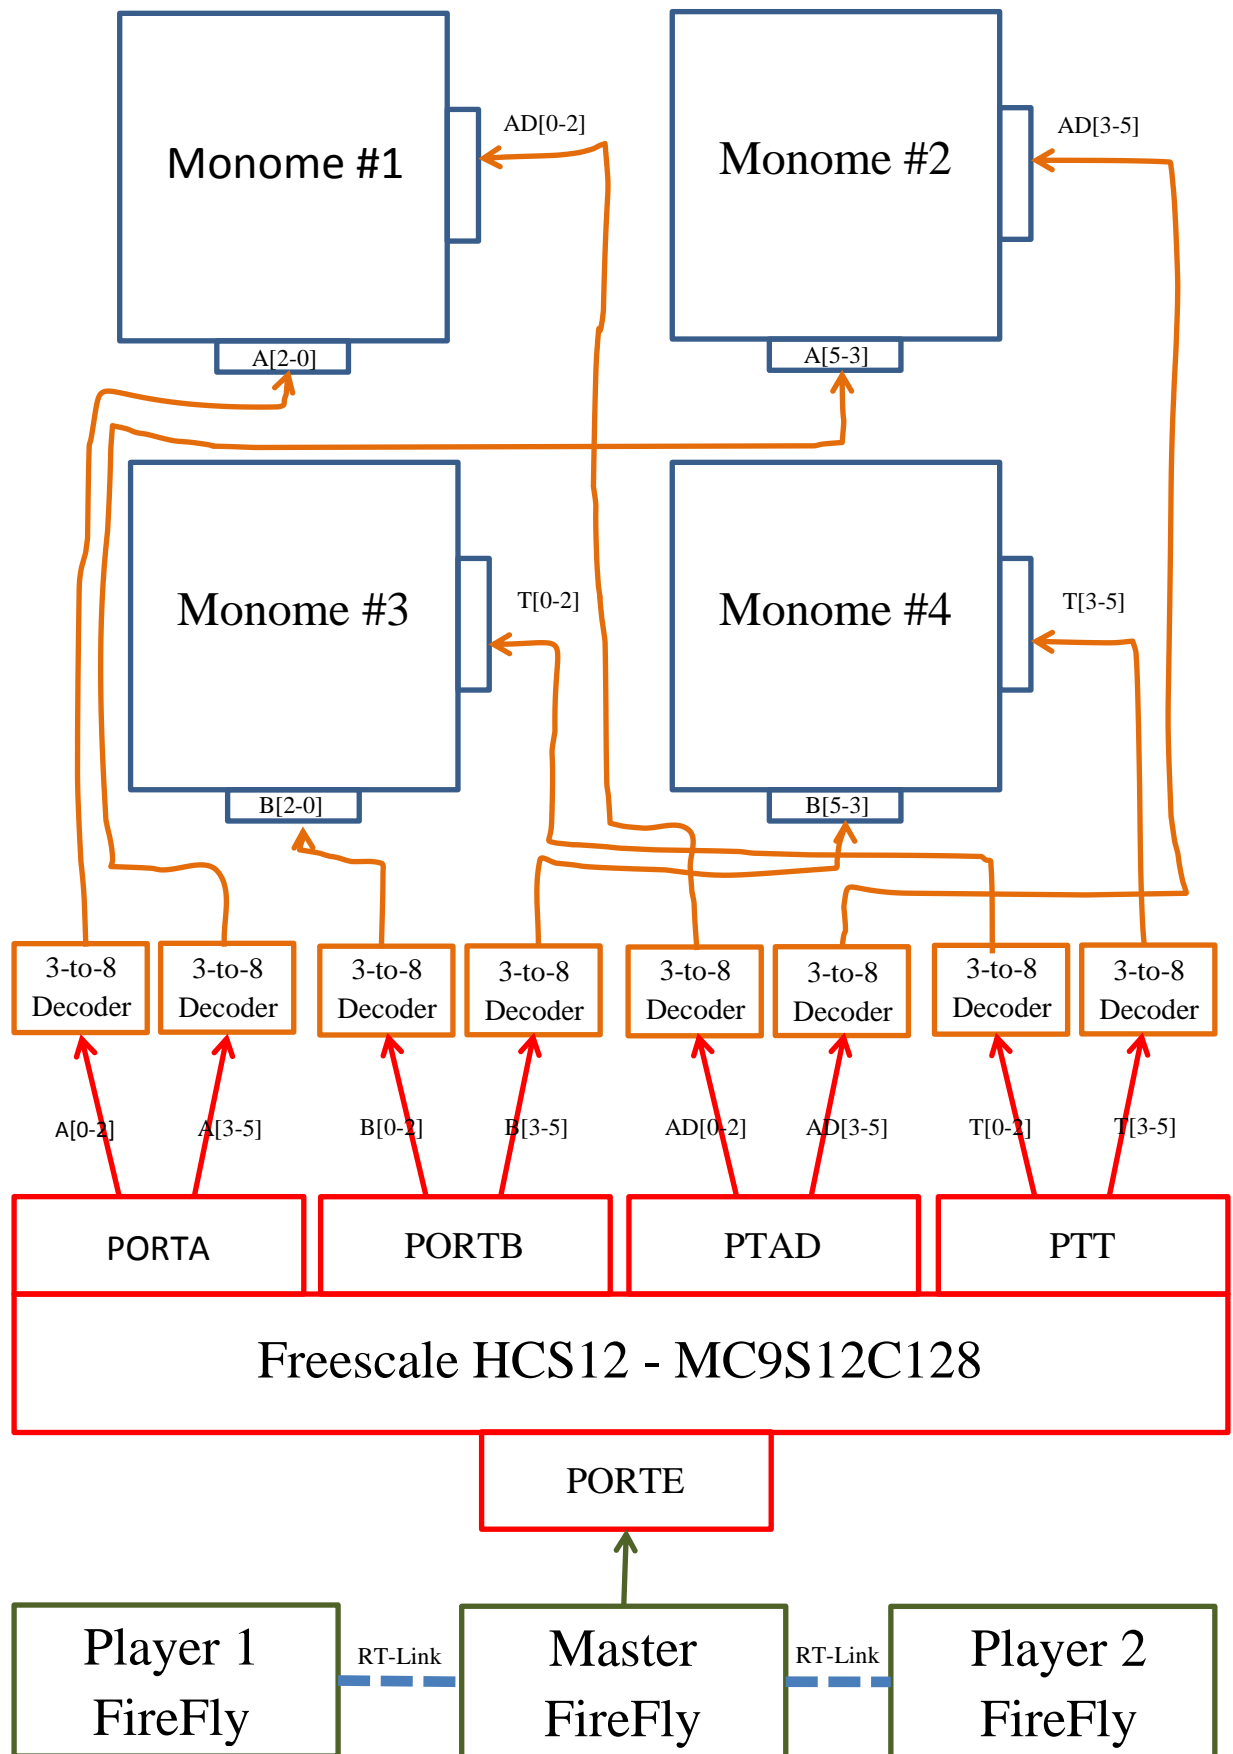 AD[0-2]
AD[3-5]
Monome #1
Monome #2
A[2-0]
A[5-3]
Monome #3
T[0-2]
Monome #4
T[3-5]
B[2-0]
B[5-3]
3-to-8
Decoder
3-to-8
Decoder
3-to-8
Decoder
3-to-8
Decoder
3-to-8
Decoder
3-to-8
Decoder
3-to-8
Decoder
3-to-8
Decoder
A[0-2]
A[3-5]
B[0-2]
B[3-5]
AD[0-2]
AD[3-5]
T[0-2]
T[3-5]
PORTA
PORTB
PTAD
PTT
Freescale HCS12 - MC9S12C128
PORTE
Player 1
FireFly
RT-Link
Master
FireFly
RT-Link
Player 2
FireFly